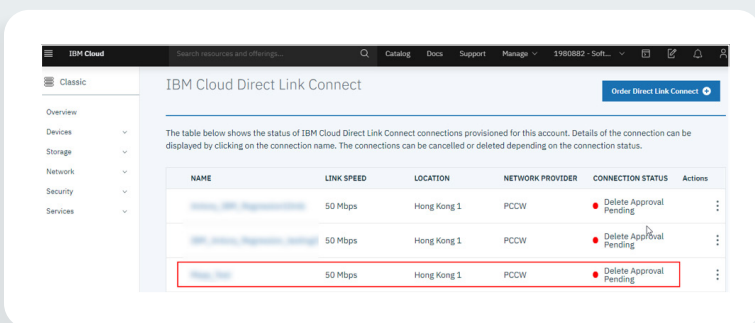 IBM Cloud Search resources and offerings... Catalog Docs Support Manage 1980882 - Soft...
Classic
IBM Cloud Direct Link Connect
Order Direct Link Connect
Overview
Devices
Storage
Network
Security
Services
The table below shows the status of IBM Cloud Direct Link Connect connections provisioned for this account. Details of the connection can be
displayed by clicking on the connection name. The connections can be cancelled or deleted depending on the connection status.
NAME LINK SPEED LOCATION NETWORK PROVIDER CONNECTION STATUS Actions
50 Mbps Hong Kong 1 PCCW Delete Approval
Pending
50 Mbps Hong Kong 1 PCCW Delete Approval
Pending
50 Mbps Hong Kong 1 PCCW Delete Approval
Pending